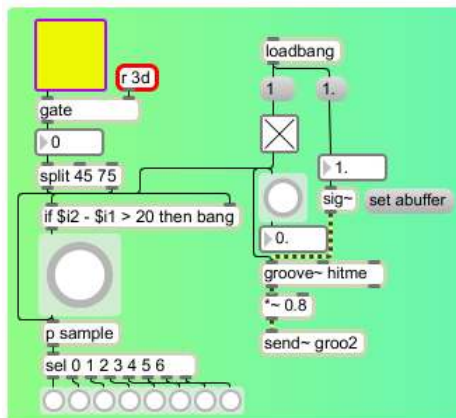 loadbang
r 3d
1
1.
gate
0
split 45 75
1.
sig~
set abuffer
if $i2 - $i1 > 20 then bang
0.
groove~ hitme
*~ 0.8
p sample
send~ groo2
sel 0 1 2 3 4 5 6